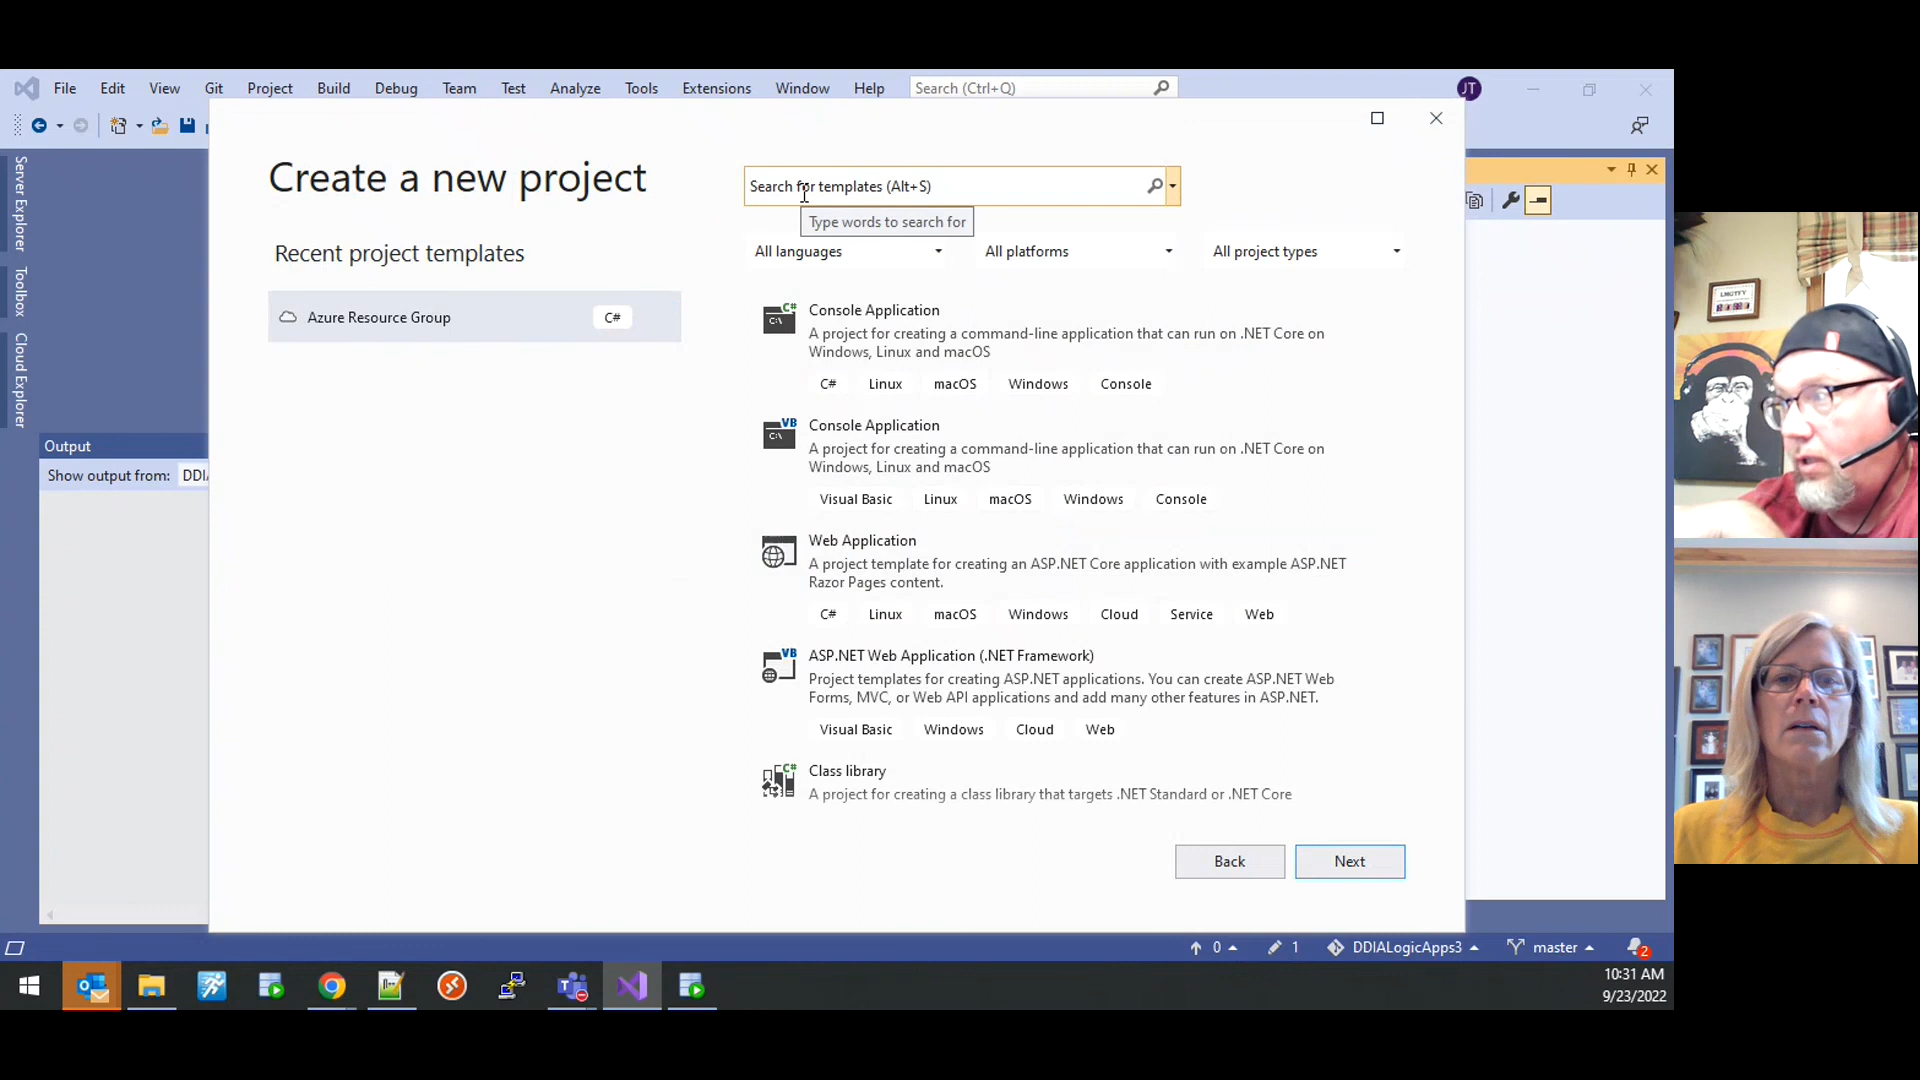 File Edit View Git Project Build Debug Team Test Analyze Tools Extensions Window Help Search (Ctrl+Q) JT
Create a new project
Search for templates (Alt+S)
Type words to search for
Recent project templates
All languages All platforms All project types
Azure Resource Group C#
Server Explorer
Toolbox
Cloud Explorer
Console Application
A project for creating a command-line application that can run on .NET Core on
Windows, Linux and macOS
C# Linux macOS Windows Console
Console Application
A project for creating a command-line application that can run on .NET Core on
Windows, Linux and macOS
Visual Basic Linux macOS Windows Console
Output
Show output from: DDIA
Web Application
A project template for creating an ASP.NET Core application with example ASP.NET
Razor Pages content.
C# Linux macOS Windows Cloud Service Web
ASP.NET Web Application (.NET Framework)
Project templates for creating ASP.NET applications. You can create ASP.NET Web
Forms, MVC, or Web API applications and add many other features in ASP.NET.
Visual Basic Windows Cloud Web
Class library
A project for creating a class library that targets .NET Standard or .NET Core
Back Next
0 1 DDIALogicApps3 master 2
10:31 AM
9/23/2022
LMGTFY